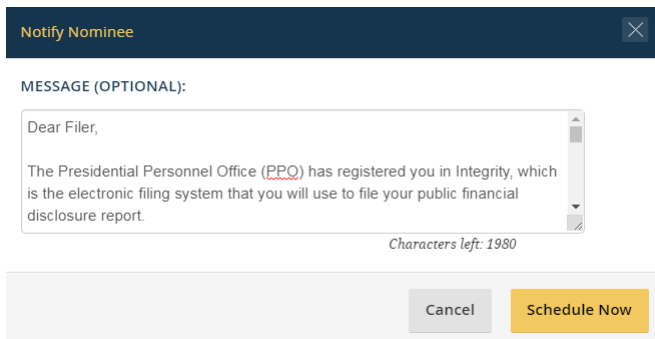 Notify Nominee
MESSAGE (OPTIONAL):
Dear Filer,
The Presidential Personnel Office (PPO) has registered you in Integrity, which
is the electronic filing system that you will use to file your public financial
disclosure report.
Characters left: 1980
Cancel
Schedule Now